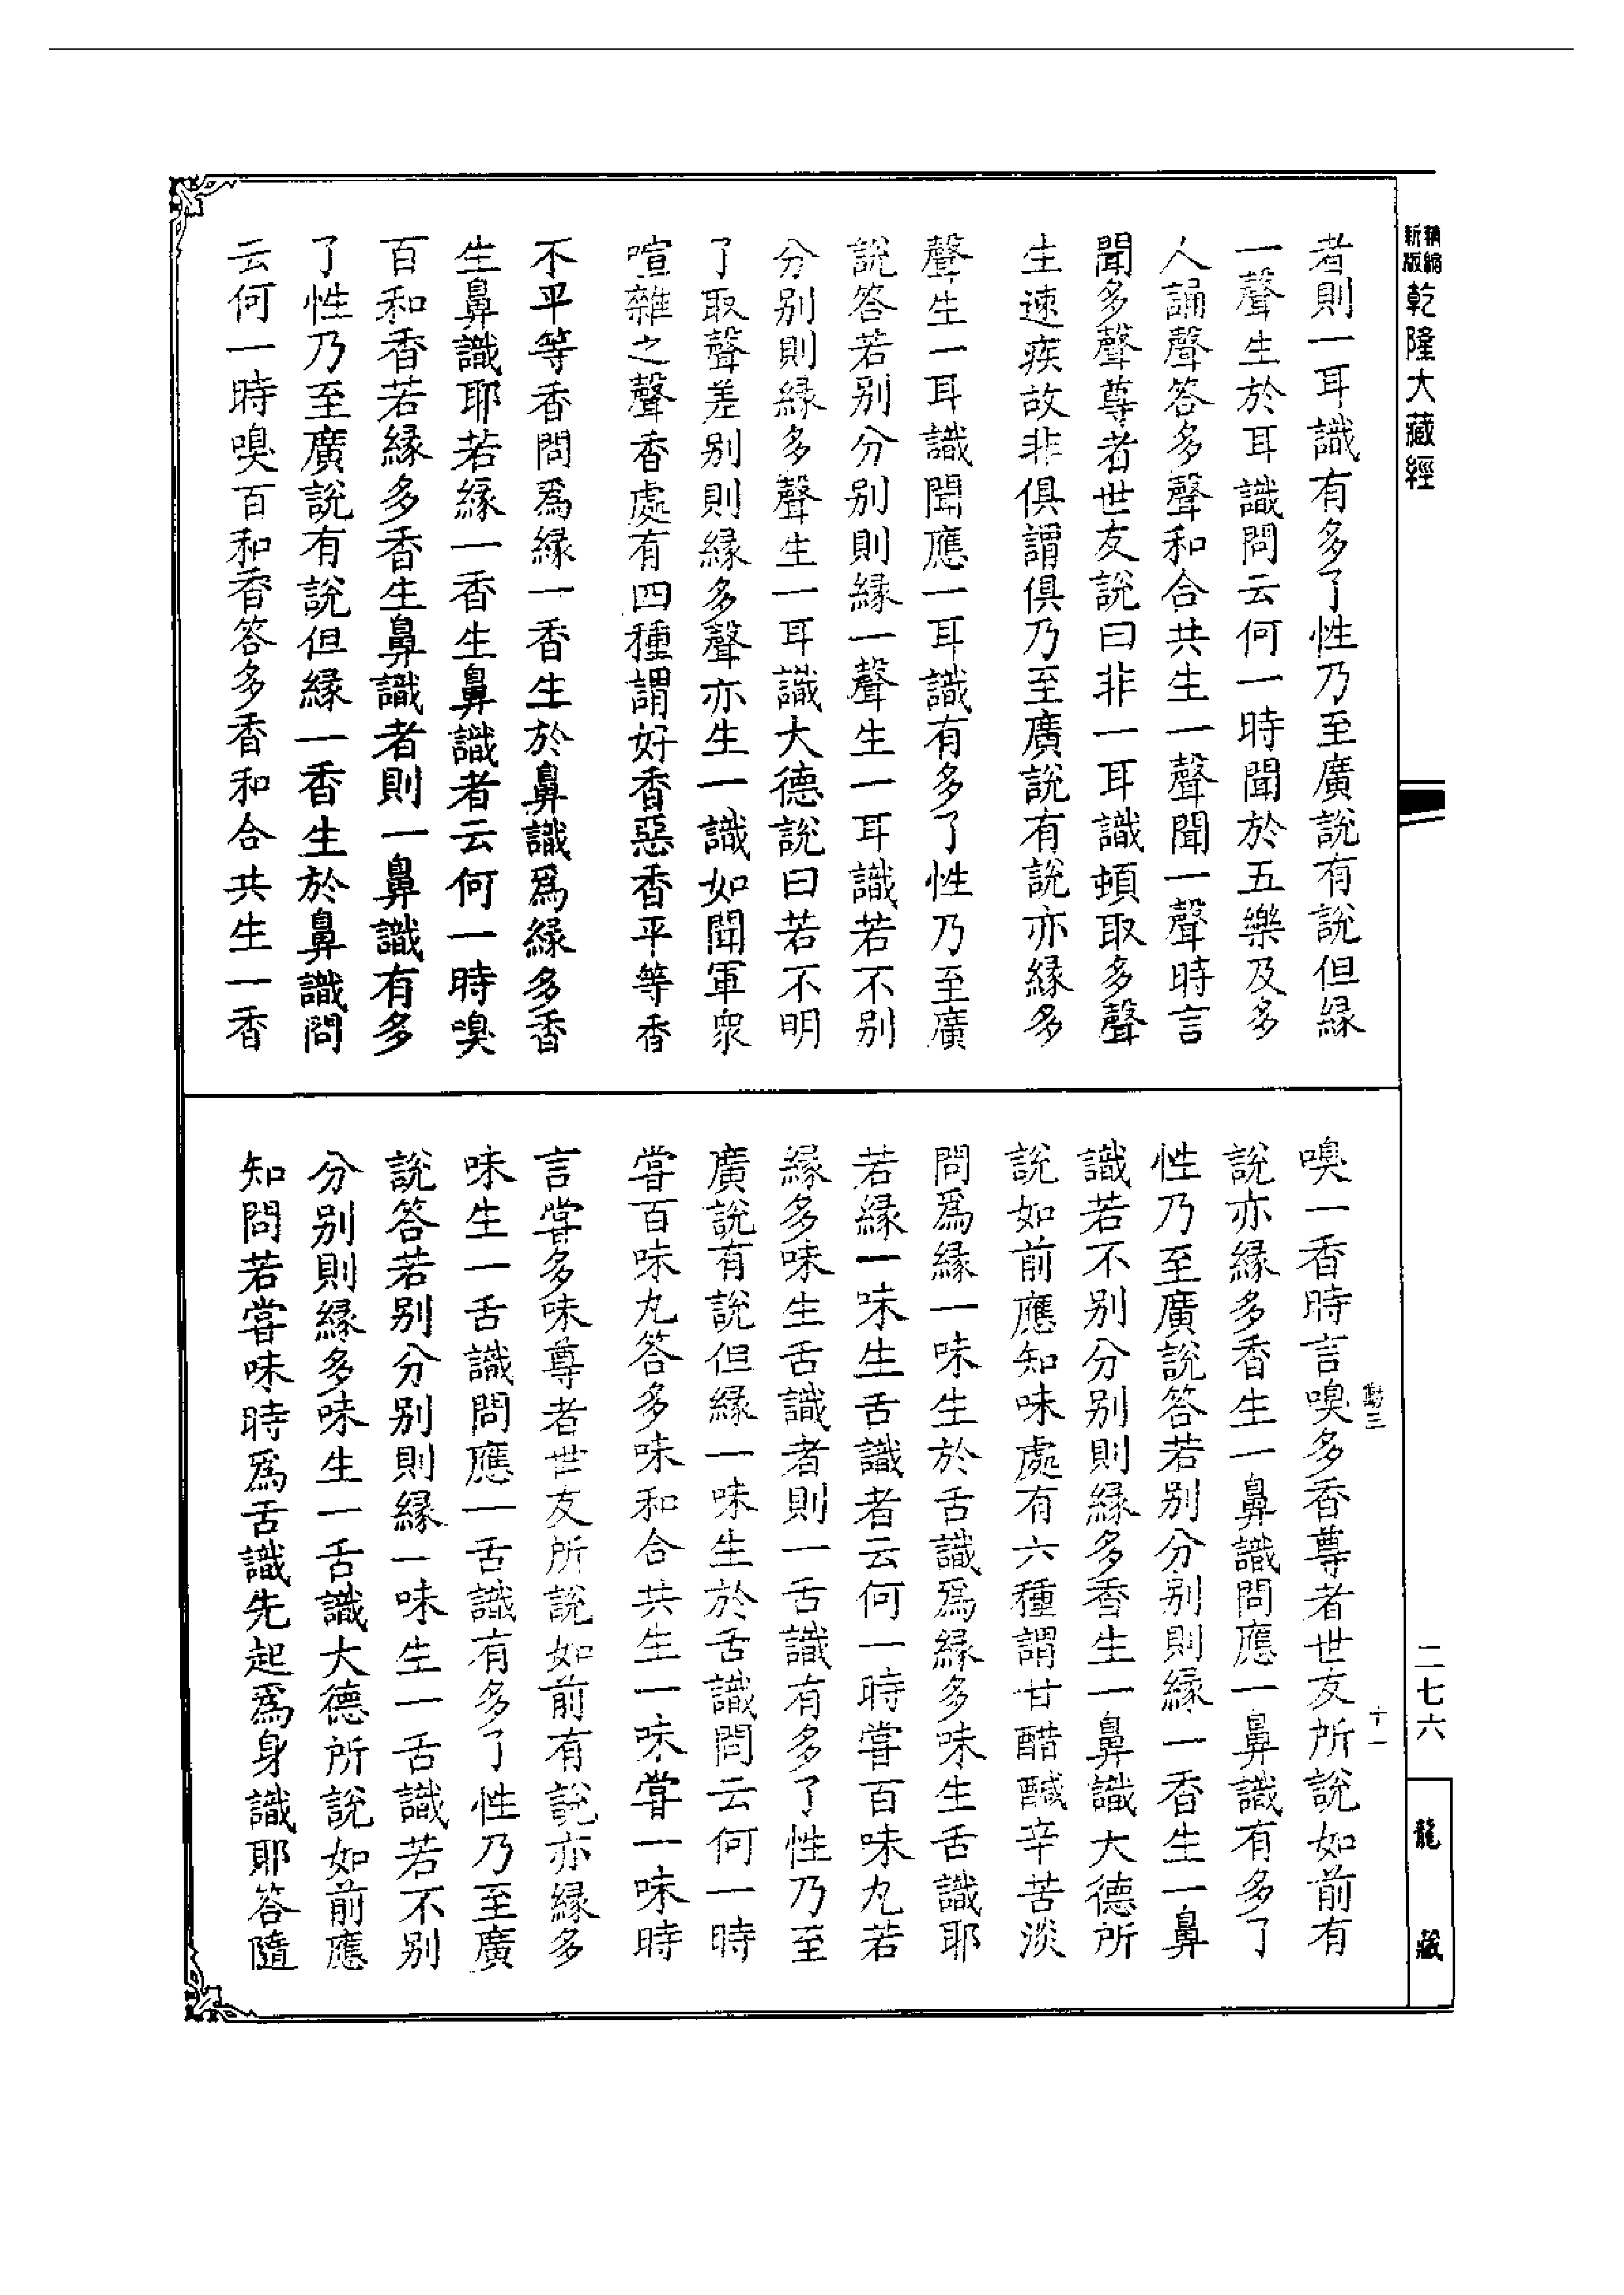 精縮
新版
乾隆大藏經
者則一耳識有多了性乃至廣說有說但緣
一聲生於耳識問云何一時聞於五樂及多
人誦聲答多聲和合共生一聲聞一聲時言
聞多聲尊者世友說曰非一耳識頓取多聲
生速疾故非俱謂俱乃至廣說有說亦緣多
聲生一耳識聞應一耳識有多了性乃至廣
說答若別分別則緣一聲生一耳識若不別
分別則緣多聲生一耳識大德說曰若不明
了取聲差別則緣多聲亦生一識如聞軍眾
喧雜之聲香處有四種謂好香惡香平等香
不平等香問爲緣一香生於鼻識爲緣多香
生鼻識耶若緣一香生鼻識者云何一時嗅
百和香若緣多香生鼻識者則一鼻識有多
了性乃至廣說有說但緣一香生於鼻識問
云何一時嗅百和香答多香和合共生一香
嗅一香時言嗅多香尊者世友所說如前有
說亦緣多香生一鼻識問應一鼻識有多了
性乃至廣說答若別分別則緣一香生一鼻
識若不別分別則緣多香生一鼻識大德所
說如前應知味處有六種謂甘醋醎辛苦淡
問爲緣一味生於舌識爲緣多味生舌識耶
若緣一味生舌識者云何一時嘗百味丸若
緣多味生舌識者則一舌識有多了性乃至
廣說有說但緣一味生於舌識問云何一時
嘗百味丸答多味和合共生一味嘗一味時
言嘗多味尊者世友所說如前有說亦緣多
味生一舌識問應一舌識有多了性乃至廣
說答若別分別則緣一味生一舌識若不別
分別則緣多味生一舌識大德所說如前應
知問若嘗味時爲舌識先起爲身識耶答隨
十一
二七六
龍藏